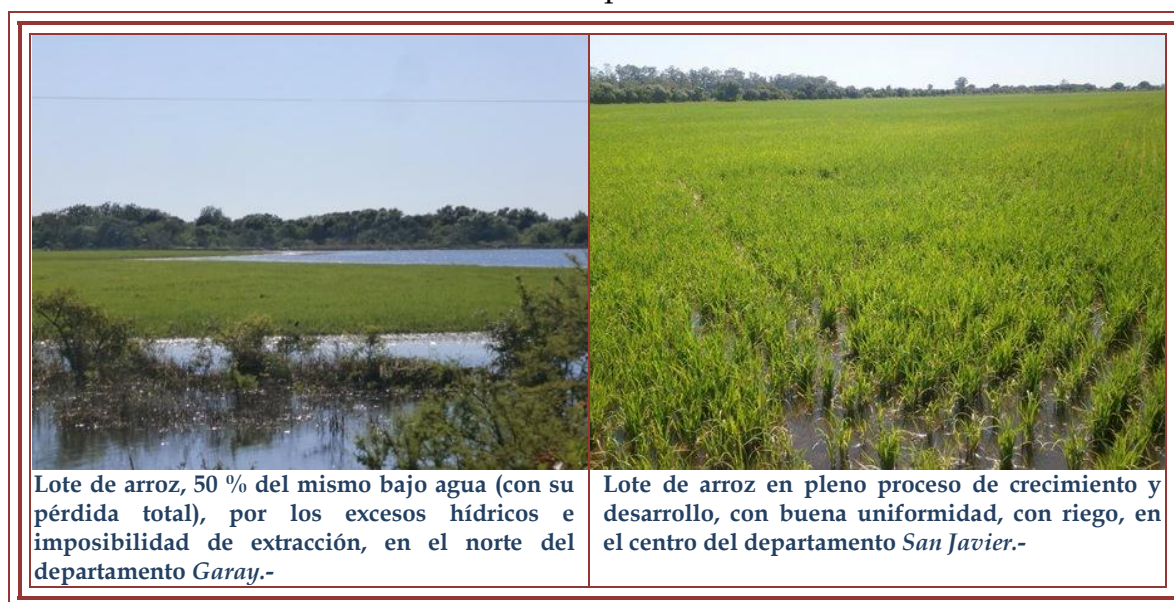 Lote de arroz, 50 % del mismo bajo agua (con su
pérdida total), por los excesos hídricos e
imposibilidad de extracción, en el norte del
departamento Garay.-
Lote de arroz en pleno proceso de crecimiento y
desarrollo, con buena uniformidad, con riego, en
el centro del departamento San Javier.-